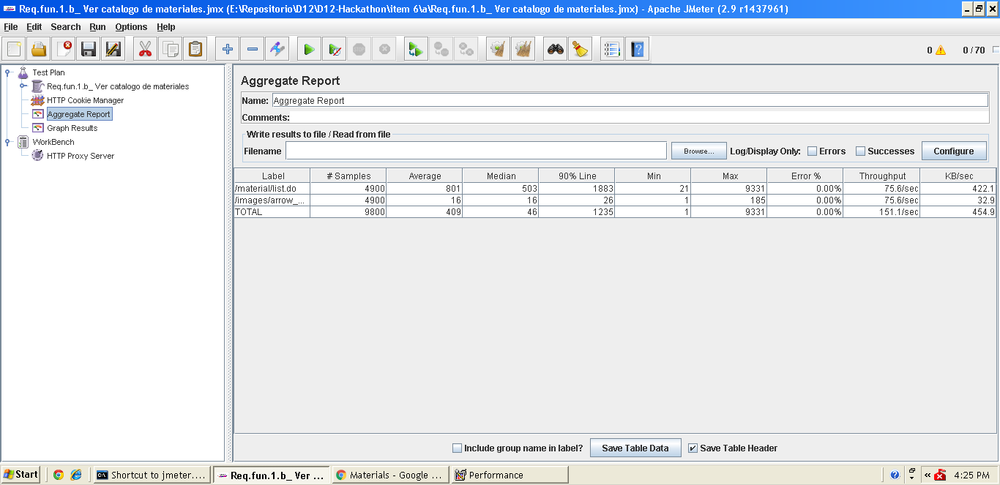 Req.fun.1.b_ Ver catalogo de materiales.jmx (E:\Repositorio\D12\D12-Hackathon\item 6\a\Req.fun.1.b_ Ver catalogo de materiales.jmx) - Apache JMeter (2.9 r1437961)
File Edit Search Run Options Help
0 0 / 70
Test Plan
Req.fun.1.b_ Ver catalogo de materiales
HTTP Cookie Manager
Aggregate Report
Graph Results
WorkBench
HTTP Proxy Server
Aggregate Report
Name: Aggregate Report
Comments:
Write results to file / Read from file
Filename Browse... Log/Display Only: Errors Successes Configure
Label # Samples Average Median 90% Line Min Max Error % Throughput KB/sec
/material/list.do 4900 801 503 1883 21 9331 0.00% 75.6/sec 422.1
/images/arrow_... 4900 16 16 26 1 185 0.00% 75.6/sec 32.9
TOTAL 9800 409 46 1235 1 9331 0.00% 151.1/sec 454.9
Include group name in label? Save Table Data Save Table Header
Start Shortcut to jmeter.... Req.fun.1.b_ Ver ... Materials - Google ... Performance 4:25 PM